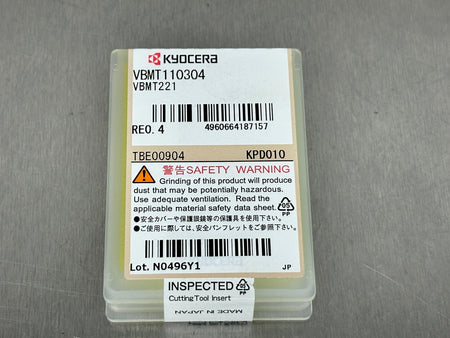 KYOCERA
VBMT110304
VBMT221
RE0.4
4960664187157
TBE00904 KPD010
警告SAFETY WARNING
Grinding of this product will produce
dust that may be potentially hazardous.
Use adequate ventilation. Read the
applicable material safety data sheet.
05
PP
●安全カバーや保護眼鏡等の保護具を使用下さい。
●ご使用に際しては、安全パンフレットをご参照下さい。
Lot. N0496Y1 JP
INSPECTED
PP
Cutting Tool Insert
MADE IN JAPAN